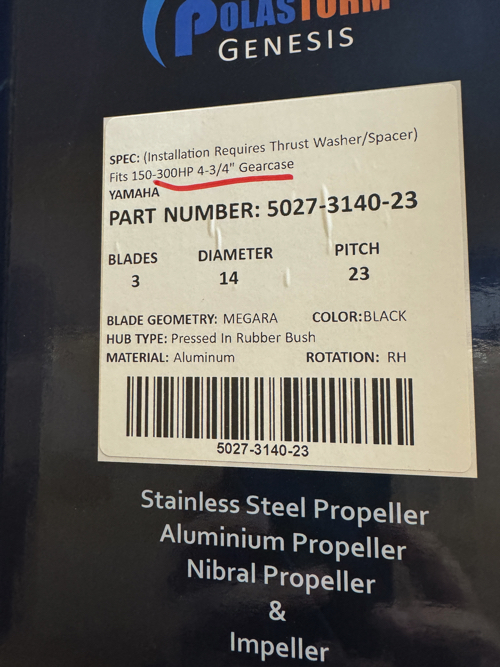 POLASTORM
GENESIS
SPEC: (Installation Requires Thrust Washer/Spacer)
Fits 150-300HP 4-3/4" Gearcase
YAMAHA
PART NUMBER: 5027-3140-23
BLADES DIAMETER PITCH
3 14 23
BLADE GEOMETRY: MEGARA COLOR:BLACK
HUB TYPE: Pressed In Rubber Bush
MATERIAL: Aluminum ROTATION: RH
5027-3140-23
Stainless Steel Propeller
Aluminium Propeller
Nibral Propeller
&
Impeller